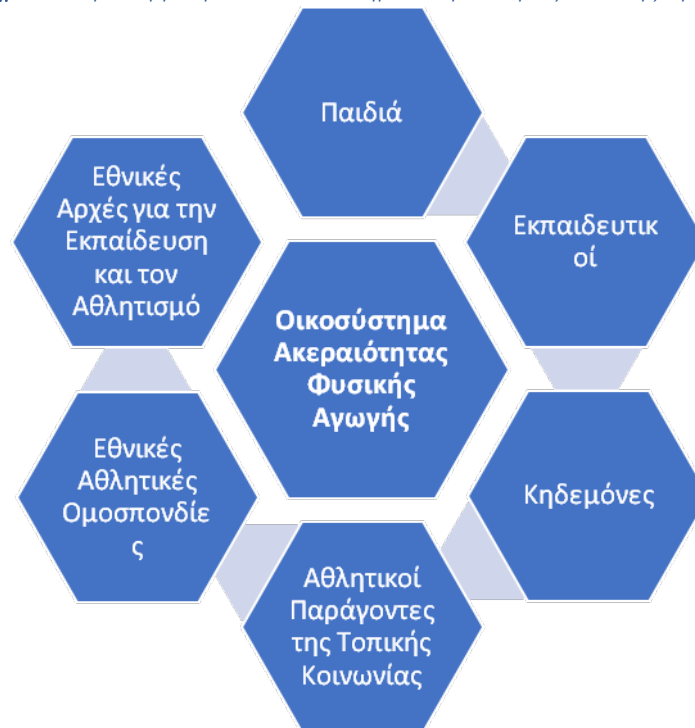 Παιδιά
Εκπαιδευτικ
οί
Κηδεμόνες
Αθλητικοί
Παράγοντες
της Τοπικής
Κοινωνίας
Εθνικές
Αθλητικές
Ομοσπονδίε
ς
Εθνικές
Αρχές για την
Εκπαίδευση
και τον
Αθλητισμό
Οικοσύστημα
Ακεραιότητας
Φυσικής
Αγωγής